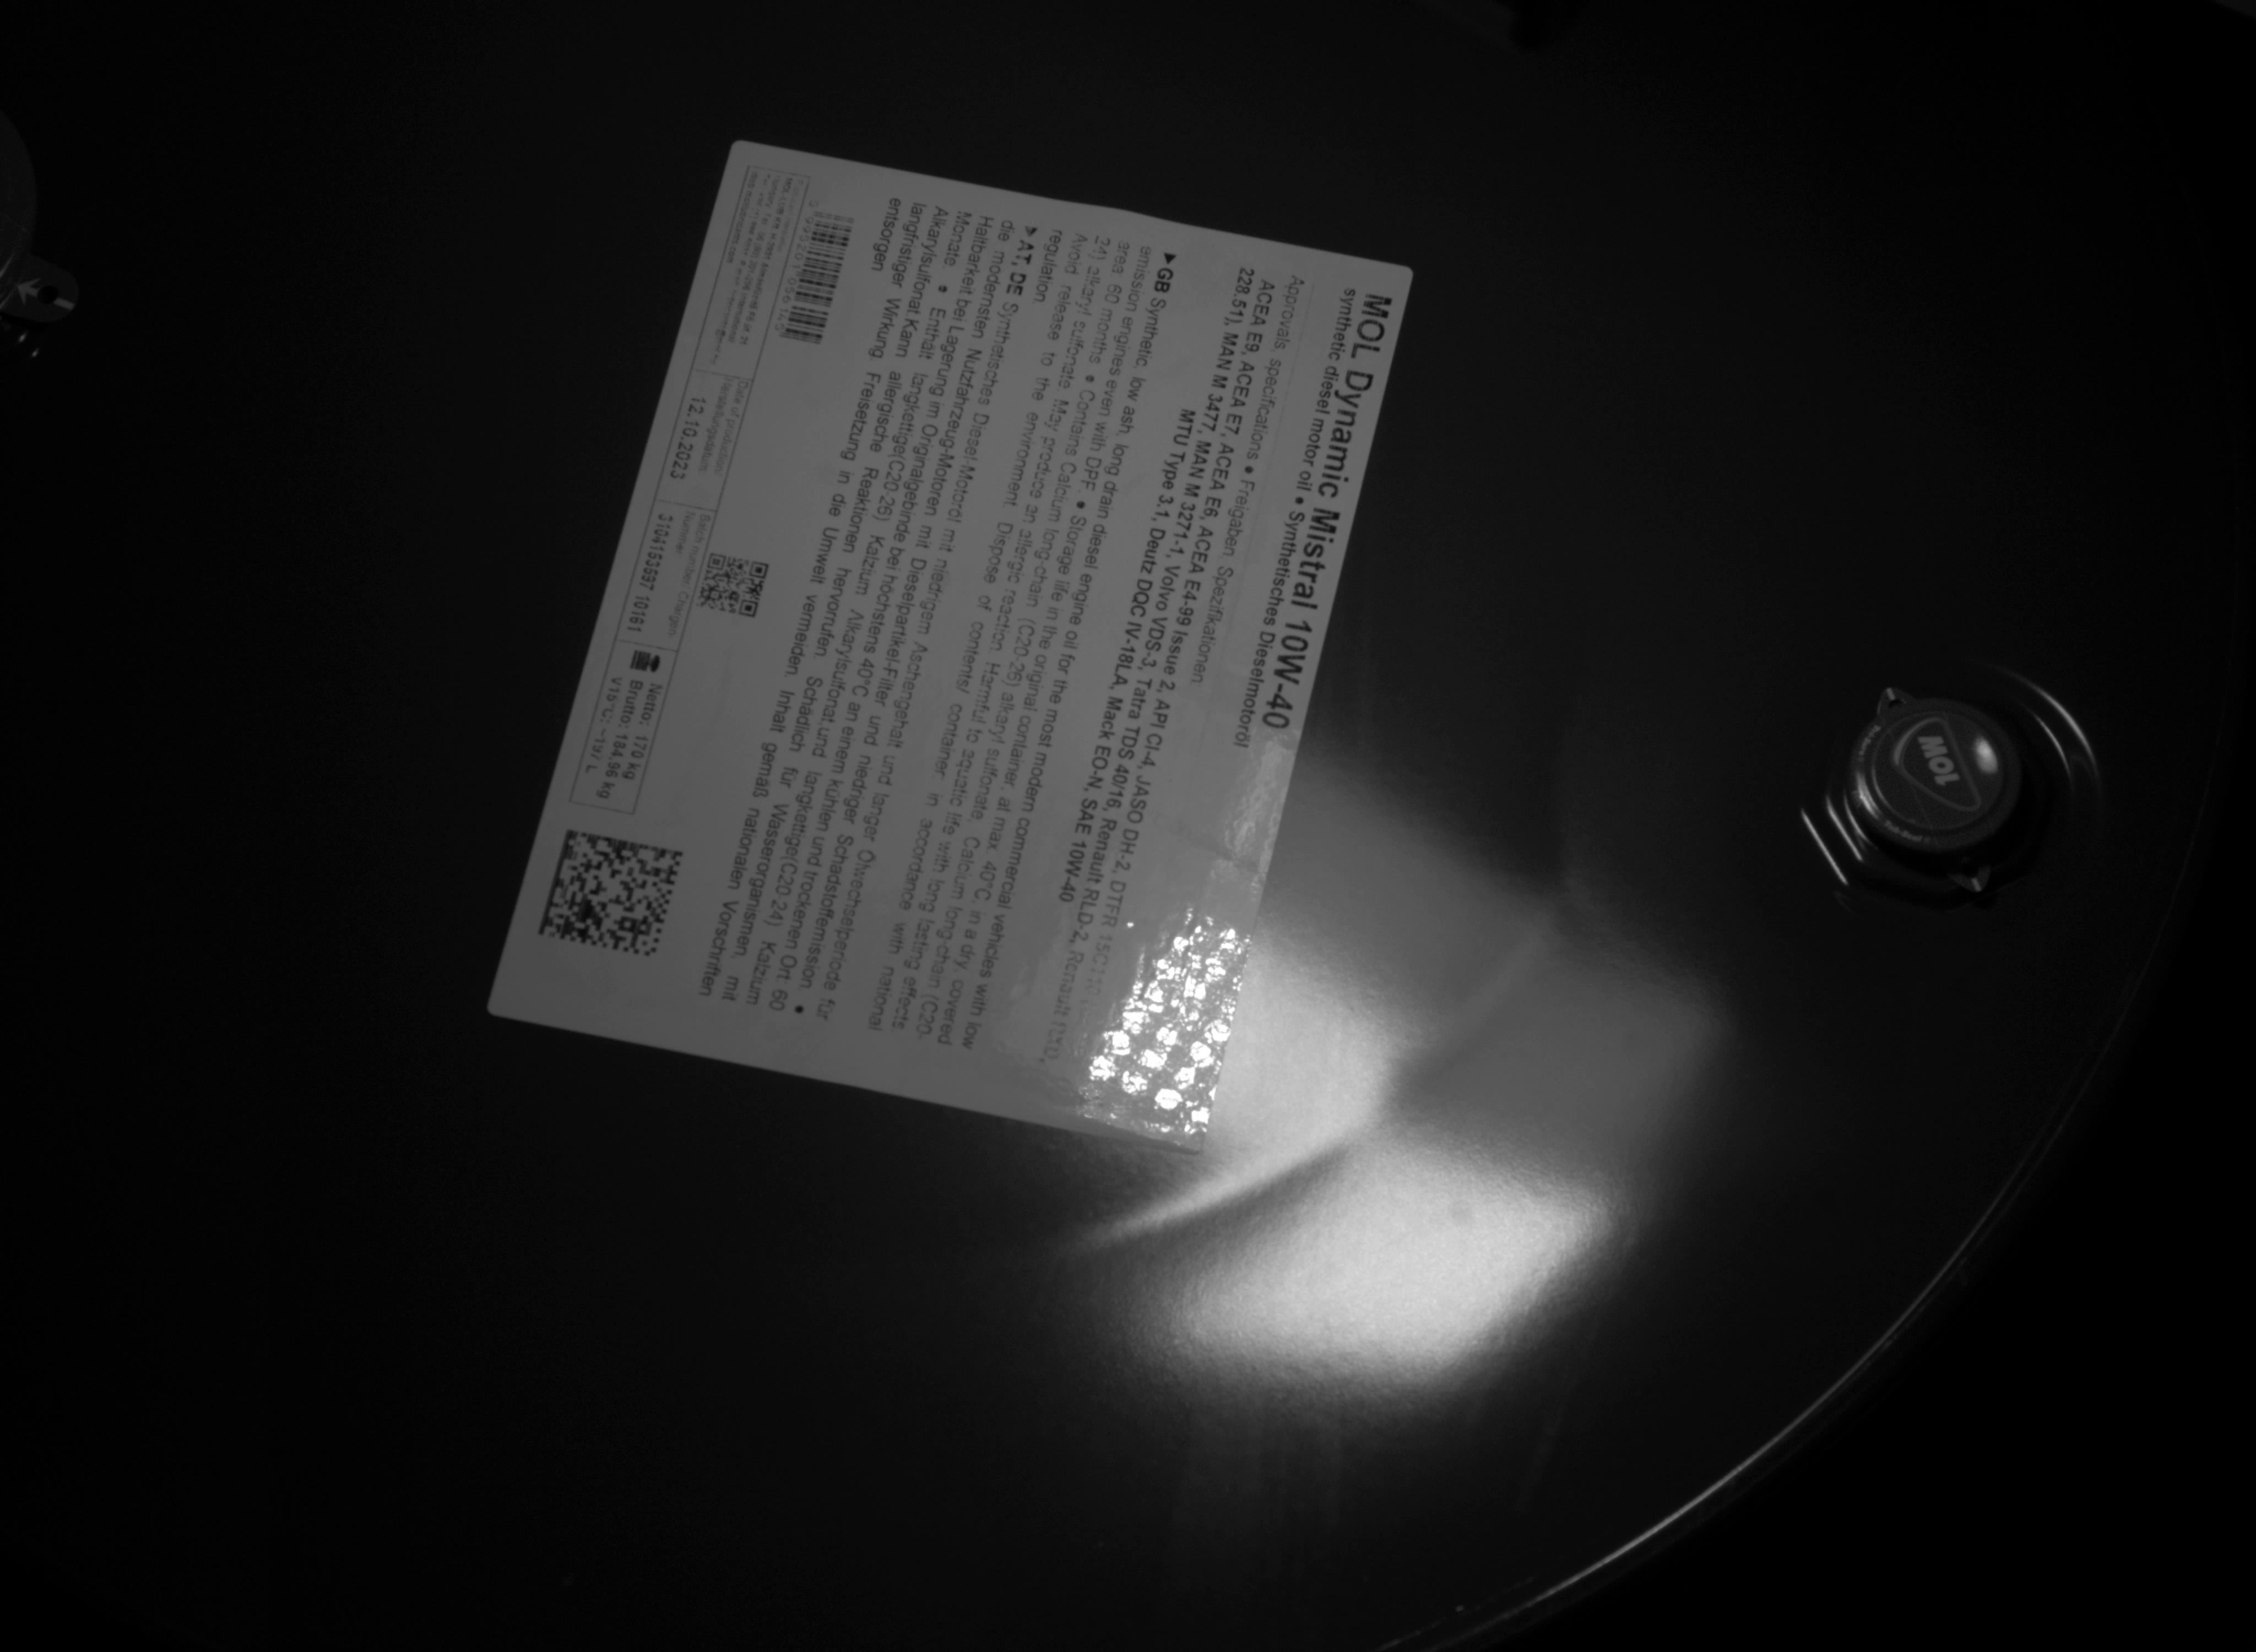 MOL Dynamic Mistral 10W-40
synthetic diesel motor oil • Synthetisches Dieselmotoröl
Approvals, specifications • Freigaben, Spezifikationen
ACEA E9, ACEA E7, ACEA E6, ACEA E4-99 Issue 2, API CI-4, JASO DH-2, DTFR
228.51), MAN M 3477, MAN M 3271-1, Volvo VDS-3, Tatra TDS 40/16, Renault RLD-2, Renault
MTU Type 3.1, Deutz DQC IV-18LA, Mack EO-N, SAE 10W-40
▶ GB Synthetic, low ash, long drain diesel engine oil for the most modern commercial vehicles with low
emission engines even with DPF. • Storage life in the original container, at max. 40°C, in a dry, covered
area: 60 months. • Contains Calcium long-chain (C20-26) alkaryl sulfonate, Calcium long-chain (C20-
24) alkaryl sulfonate May produce an allergic reaction. Harmful to aquatic life with long lasting effects.
Avoid release to the environment. Dispose of contents/ container in accordance with national
regulation.
➤ AT, DE Synthetisches Diesel-Motoröl mit niedrigem Aschengehalt und langer Ölwechselperiode für
die modernsten Nutzfahrzeug-Motoren mit Dieselpartikel-Filter und niedriger Schadstoffemission. •
Haltbarkeit bei Lagerung im Originalgebinde bei höchstens 40°C an einem kühlen und trockenen Ort 60
Monate. • Enthält langkettige(C20-26) Kalzium Alkarylsulfonat,und langkettige(C20-24) Kalzium
Alkarylsulfonat.Kann allergische Reaktionen hervorrufen. Schädlich für Wasserorganismen, mit
langfristiger Wirkung. Freisetzung in die Umwelt vermeiden. Inhalt gemäß nationalen Vorschriften
entsorgen
Date of production
Herstellungsdatum
12.10.2023
Batch number Chargen
Nummer
3104153597 10161
Netto: 170 kg
Brutto: 184,96 kg
V15°C: ~197 L
MOL